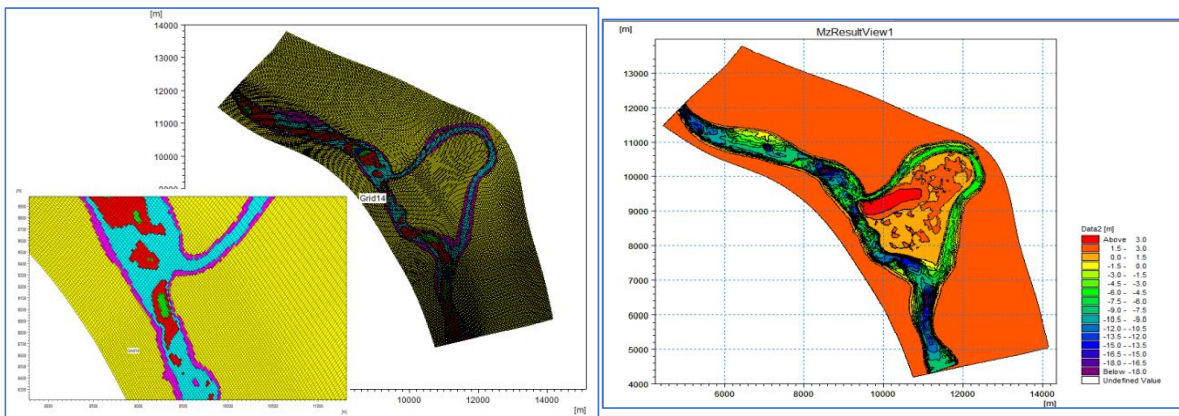 [m]
14000
13000
12000
11000
10000
9000
Grid14
8000
10000
12000
14000
[m]
MzResultView1
[m]
13000
12000
11000
10000
9000
8000
7000
6000
5000
4000
6000
8000
10000
12000
14000
[m]
Data2 [m]
Above 3.0
1.5 - 3.0
0.0 - 1.5
-1.5 - 0.0
-3.0 - -1.5
-4.5 - -3.0
-6.0 - -4.5
-7.5 - -6.0
-9.0 - -7.5
-10.5 - -9.0
-12.0 - -10.5
-13.5 - -12.0
-15.0 - -13.5
-16.5 - -15.0
-18.0 - -16.5
Below -18.0
Undefined Value